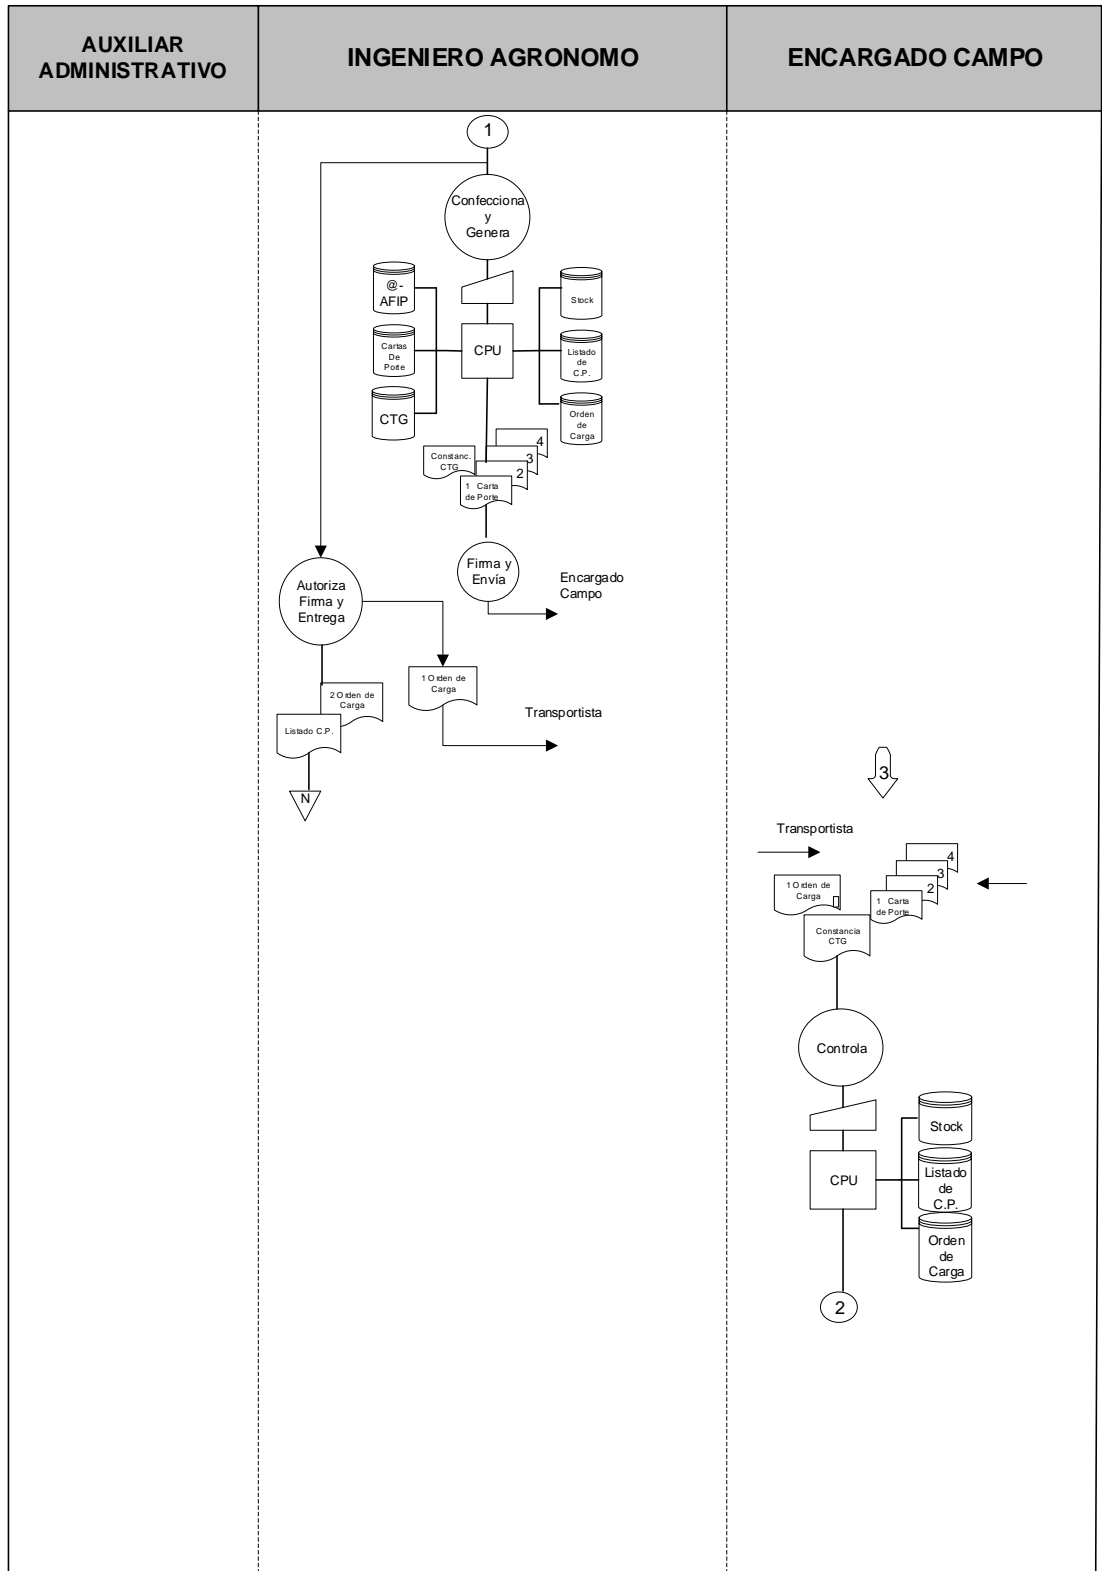 AUXILIAR
ADMINISTRATIVO
INGENIERO AGRONOMO
ENCARGADO CAMPO
1
Confecciona
y
Genera
@-
AFIP
Cartas
De
Porte
CTG
CPU
Stock
Listado
de
C.P.
Orden
de
Carga
Constanc.
CTG
4
3
2
1 Carta
de Porte
Firma y
Envía
Encargado
Campo
Autoriza
Firma y
Entrega
1 Orden de
Carga
2 Orden de
Carga
Listado C.P.
Transportista
N
3
Transportista
1 Orden de
Carga
4
3
2
1 Carta
de Porte
Constancia
CTG
Controla
CPU
Stock
Listado
de
C.P.
Orden
de
Carga
2